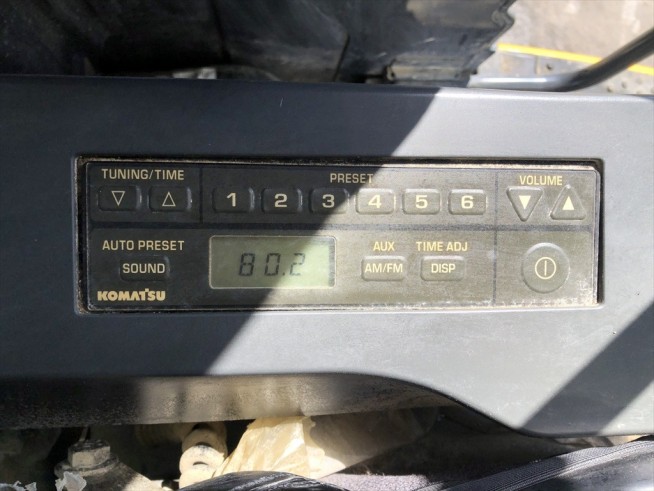 TUNING/TIME PRESET VOLUME
1 2 3 4 5 6
AUTO PRESET AUX TIME ADJ
SOUND 80.2 AM/FM DISP
KOMATSU